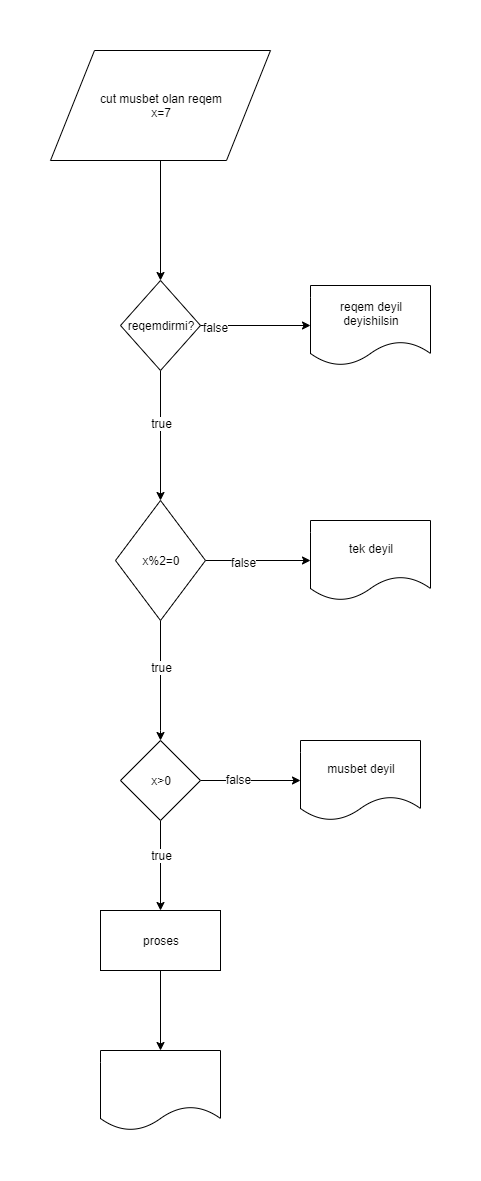 cut musbet olan reqem
x=7
reqemdirmi?
false
reqem deyil
deyishilsin
true
x%2=0
false
tek deyil
true
x>0
false
musbet deyil
true
proses